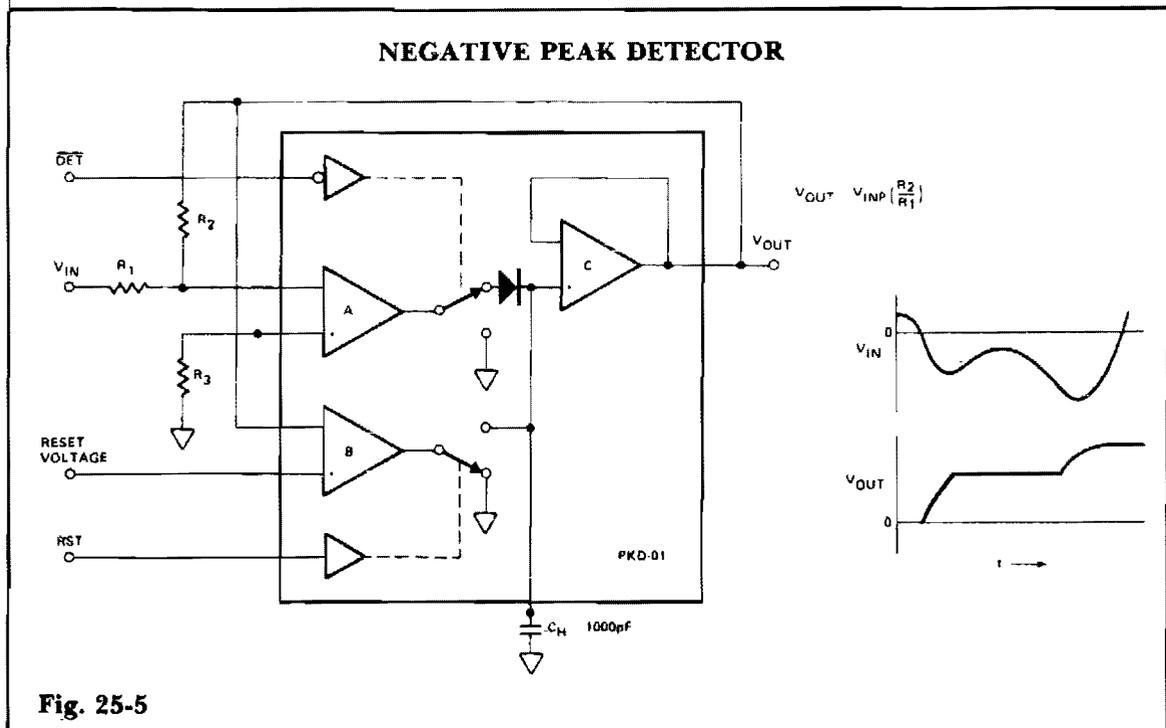 NEGATIVE PEAK DETECTOR
DET
R2
VIN
R1
A
R3
RESET
VOLTAGE
B
RST
C
PKD-01
CH 1000pF
VOUT VINP(R2/R1)
VOUT
0
VIN
VOUT
0
t
Fig. 25-5